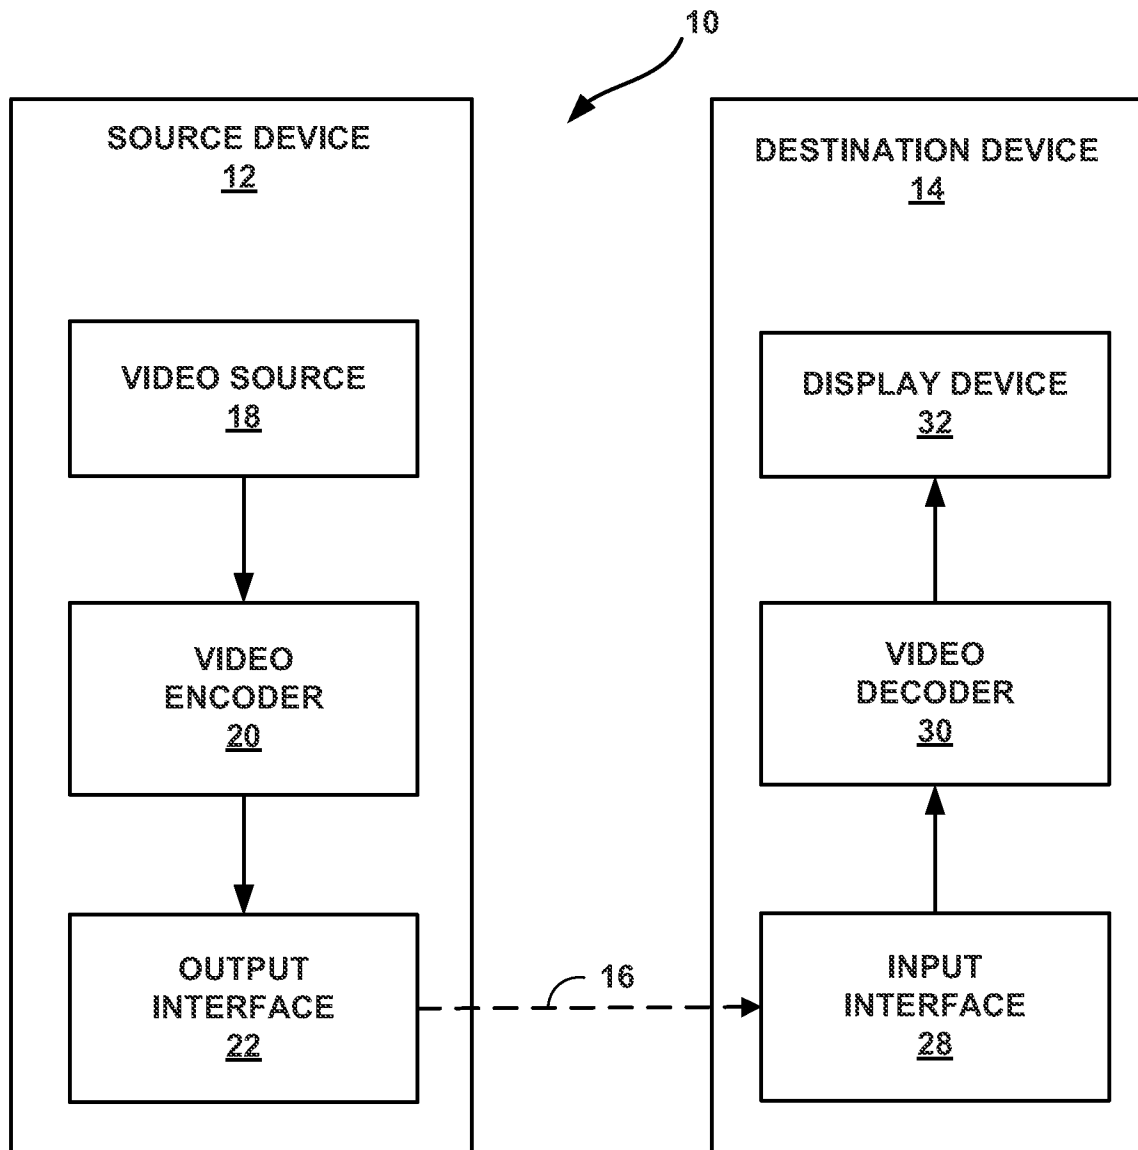 10
SOURCE DEVICE
12
VIDEO SOURCE
18
VIDEO
ENCODER
20
OUTPUT
INTERFACE
22
16
DESTINATION DEVICE
14
DISPLAY DEVICE
32
VIDEO
DECODER
30
INPUT
INTERFACE
28